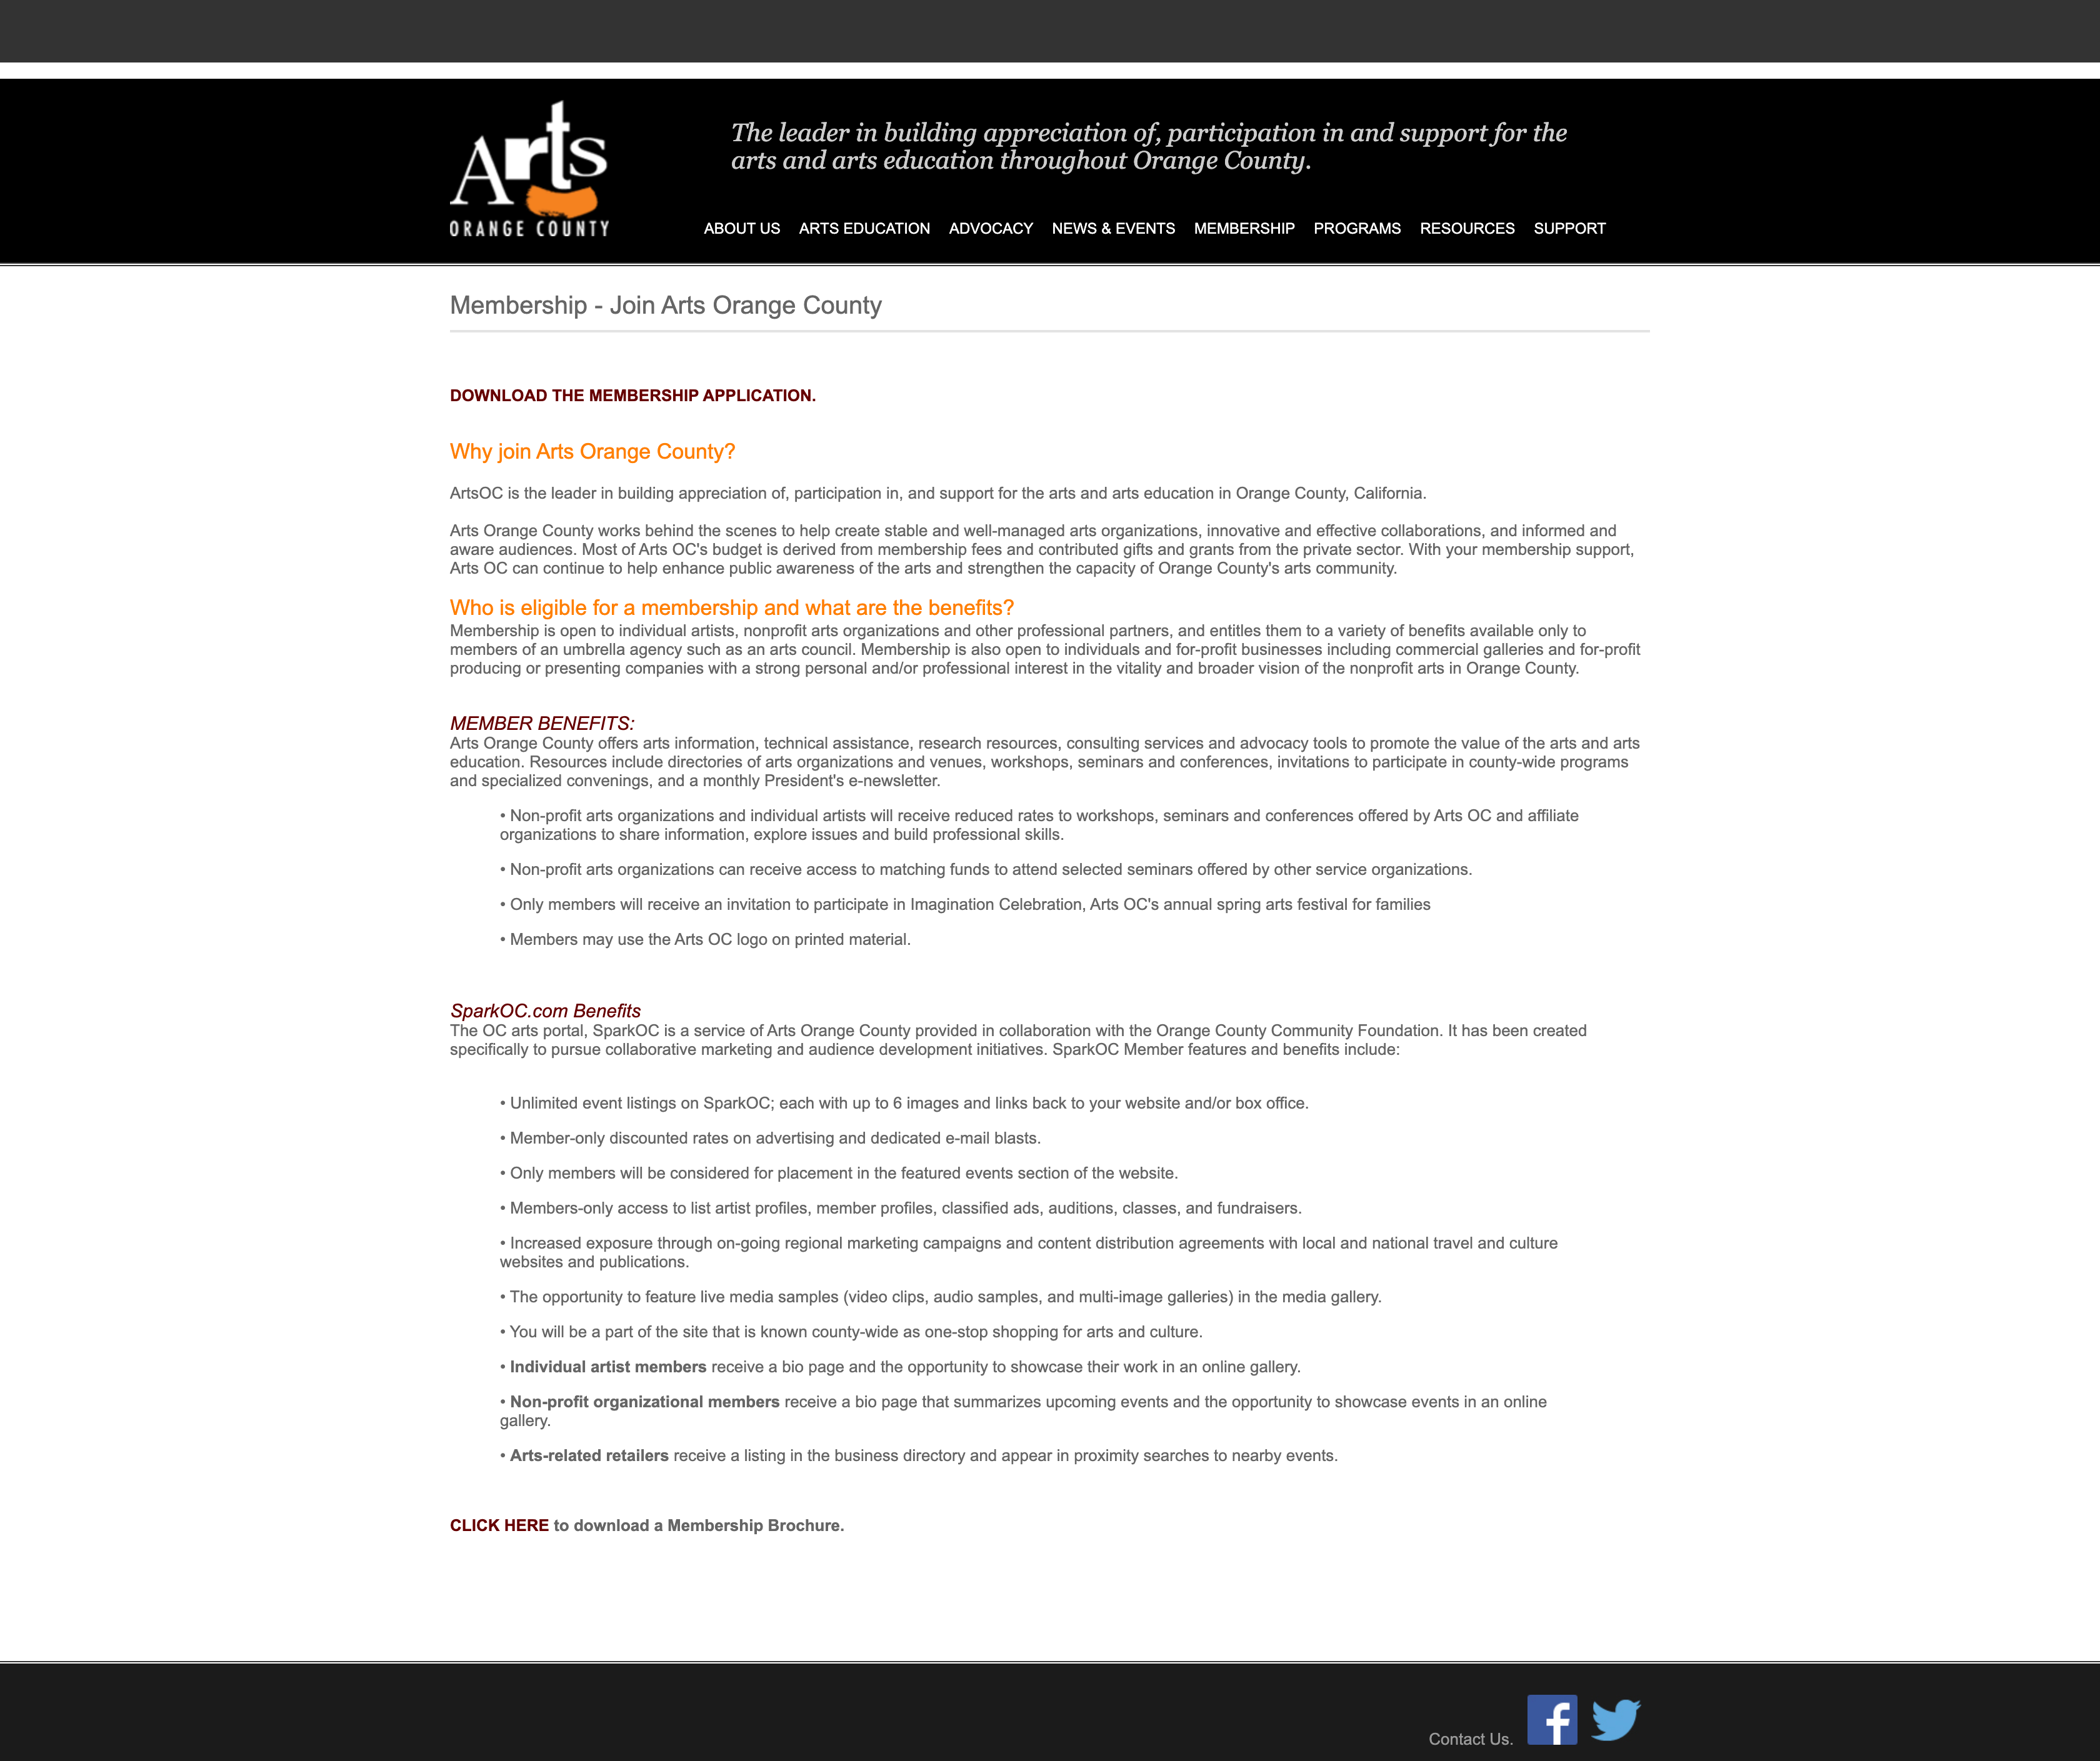 Arts
ORANGE COUNTY
The leader in building appreciation of, participation in and support for the
arts and arts education throughout Orange County.
ABOUT US ARTS EDUCATION ADVOCACY NEWS & EVENTS MEMBERSHIP PROGRAMS RESOURCES SUPPORT
Membership - Join Arts Orange County
DOWNLOAD THE MEMBERSHIP APPLICATION.
Why join Arts Orange County?
ArtsOC is the leader in building appreciation of, participation in, and support for the arts and arts education in Orange County, California.
Arts Orange County works behind the scenes to help create stable and well-managed arts organizations, innovative and effective collaborations, and informed and
aware audiences. Most of Arts OC's budget is derived from membership fees and contributed gifts and grants from the private sector. With your membership support,
Arts OC can continue to help enhance public awareness of the arts and strengthen the capacity of Orange County's arts community.
Who is eligible for a membership and what are the benefits?
Membership is open to individual artists, nonprofit arts organizations and other professional partners, and entitles them to a variety of benefits available only to
members of an umbrella agency such as an arts council. Membership is also open to individuals and for-profit businesses including commercial galleries and for-profit
producing or presenting companies with a strong personal and/or professional interest in the vitality and broader vision of the nonprofit arts in Orange County.
MEMBER BENEFITS:
Arts Orange County offers arts information, technical assistance, research resources, consulting services and advocacy tools to promote the value of the arts and arts
education. Resources include directories of arts organizations and venues, workshops, seminars and conferences, invitations to participate in county-wide programs
and specialized convenings, and a monthly President's e-newsletter.
• Non-profit arts organizations and individual artists will receive reduced rates to workshops, seminars and conferences offered by Arts OC and affiliate
organizations to share information, explore issues and build professional skills.
• Non-profit arts organizations can receive access to matching funds to attend selected seminars offered by other service organizations.
• Only members will receive an invitation to participate in Imagination Celebration, Arts OC's annual spring arts festival for families
• Members may use the Arts OC logo on printed material.
SparkOC.com Benefits
The OC arts portal, SparkOC is a service of Arts Orange County provided in collaboration with the Orange County Community Foundation. It has been created
specifically to pursue collaborative marketing and audience development initiatives. SparkOC Member features and benefits include:
• Unlimited event listings on SparkOC; each with up to 6 images and links back to your website and/or box office.
• Member-only discounted rates on advertising and dedicated e-mail blasts.
• Only members will be considered for placement in the featured events section of the website.
• Members-only access to list artist profiles, member profiles, classified ads, auditions, classes, and fundraisers.
• Increased exposure through on-going regional marketing campaigns and content distribution agreements with local and national travel and culture
websites and publications.
• The opportunity to feature live media samples (video clips, audio samples, and multi-image galleries) in the media gallery.
• You will be a part of the site that is known county-wide as one-stop shopping for arts and culture.
• Individual artist members receive a bio page and the opportunity to showcase their work in an online gallery.
• Non-profit organizational members receive a bio page that summarizes upcoming events and the opportunity to showcase events in an online
gallery.
• Arts-related retailers receive a listing in the business directory and appear in proximity searches to nearby events.
CLICK HERE to download a Membership Brochure.
Contact Us.